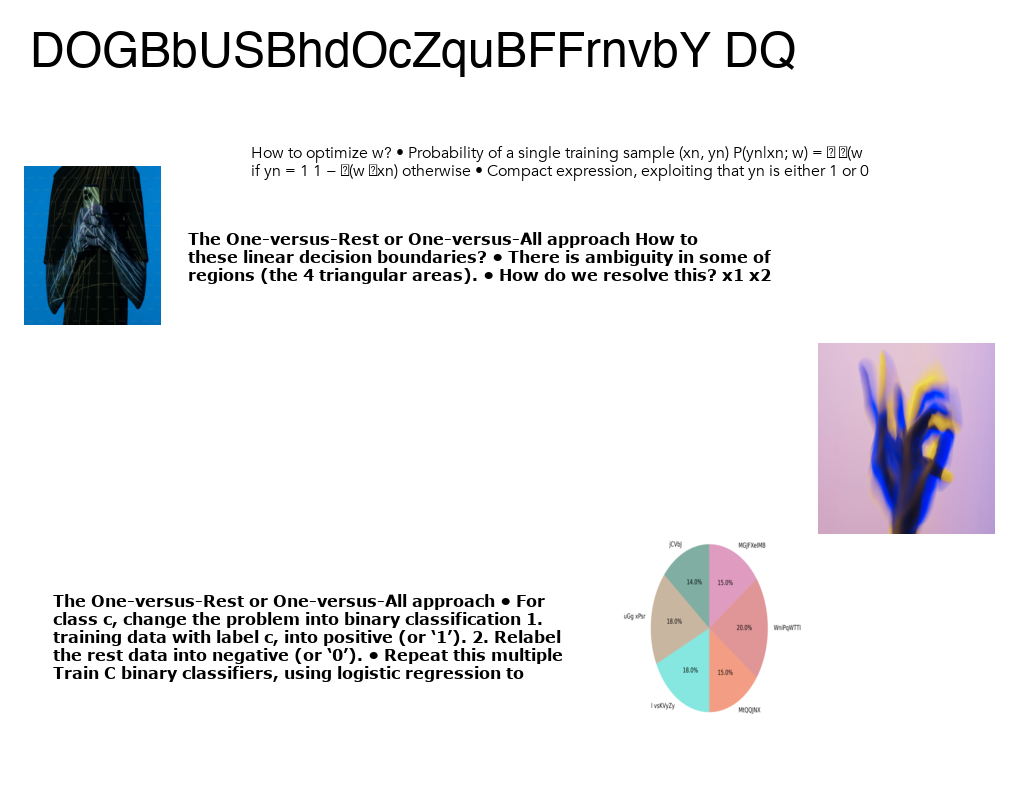 DOGBbUSBhdOcZquBFFrnvbY DQ
How to optimize w? • Probability of a single training sample (xn, yn) P(yn|xn; w) = (w
if yn = 1 1 − (w xn) otherwise • Compact expression, exploiting that yn is either 1 or 0
The One-versus-Rest or One-versus-All approach How to
these linear decision boundaries? • There is ambiguity in some of
regions (the 4 triangular areas). • How do we resolve this? x1 x2
The One-versus-Rest or One-versus-All approach • For
class c, change the problem into binary classification 1.
training data with label c, into positive (or ‘1’). 2. Relabel
the rest data into negative (or ‘0’). • Repeat this multiple
Train C binary classifiers, using logistic regression to
jCVbJ
MGJFXelMB
14.0%
15.0%
uGg xPsr
18.0%
20.0%
WniPqWTTl
18.0%
15.0%
l vsKVyZy
MtQOJNX